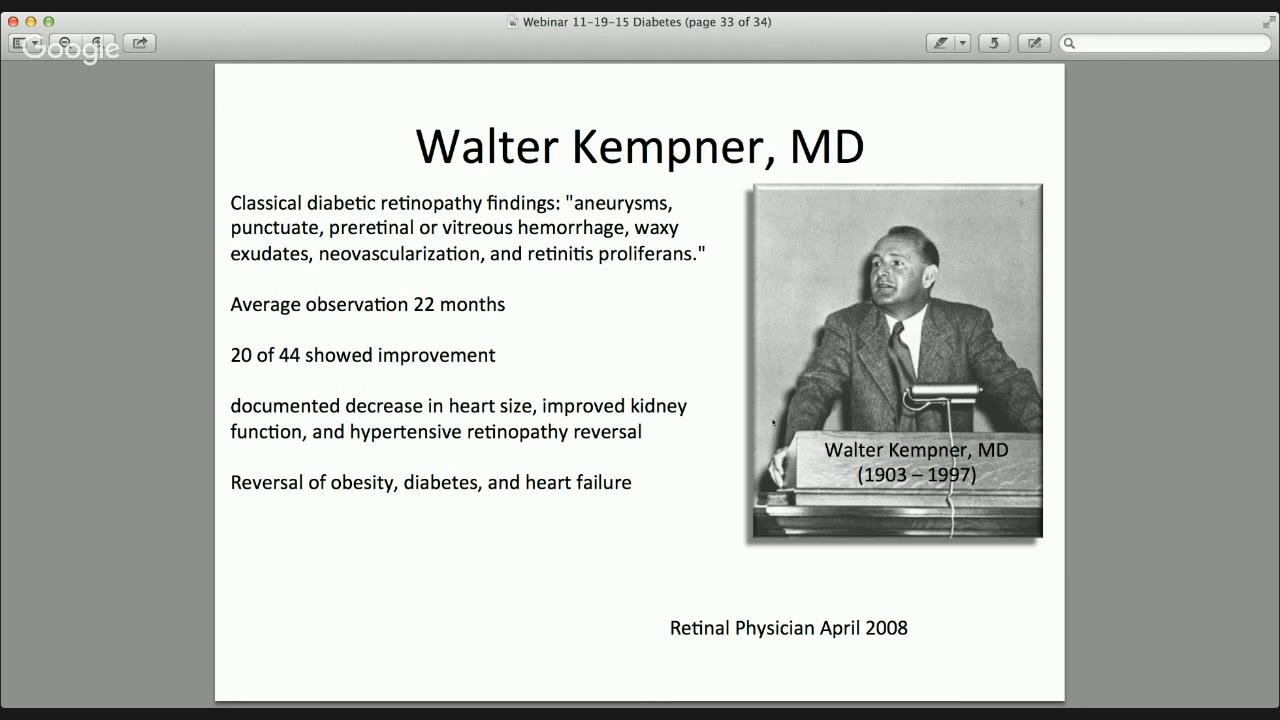 Webinar 11-19-15 Diabetes (page 33 of 34)
Google
5
Walter Kempner, MD
Classical diabetic retinopathy findings: "aneurysms,
punctuate, preretinal or vitreous hemorrhage, waxy
exudates, neovascularization, and retinitis proliferans."
Average observation 22 months
20 of 44 showed improvement
documented decrease in heart size, improved kidney
function, and hypertensive retinopathy reversal
Reversal of obesity, diabetes, and heart failure
Walter Kempner, MD
(1903 – 1997)
Retinal Physician April 2008